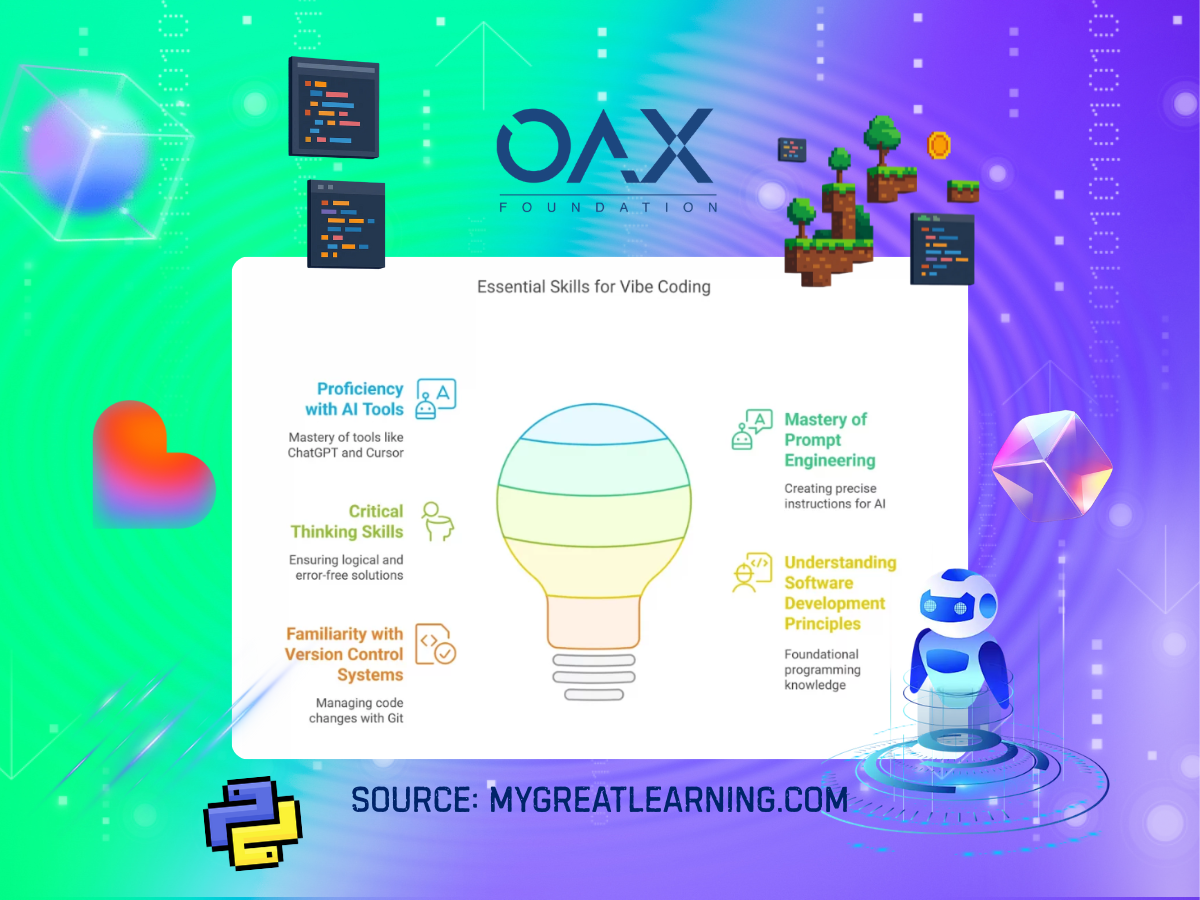 OAX
FOUNDATION
Essential Skills for Vibe Coding
Proficiency
with AI Tools
Mastery of tools like
ChatGPT and Cursor
Critical
Thinking Skills
Ensuring logical and
error-free solutions
Familiarity with
Version Control
Systems
Managing code
changes with Git
A
A
Mastery of
Prompt
Engineering
Creating precise
instructions for AI
</>
Understanding
Software
Development
Principles
Foundational
programming
knowledge
SOURCE: MYGREATLEARNING.COM